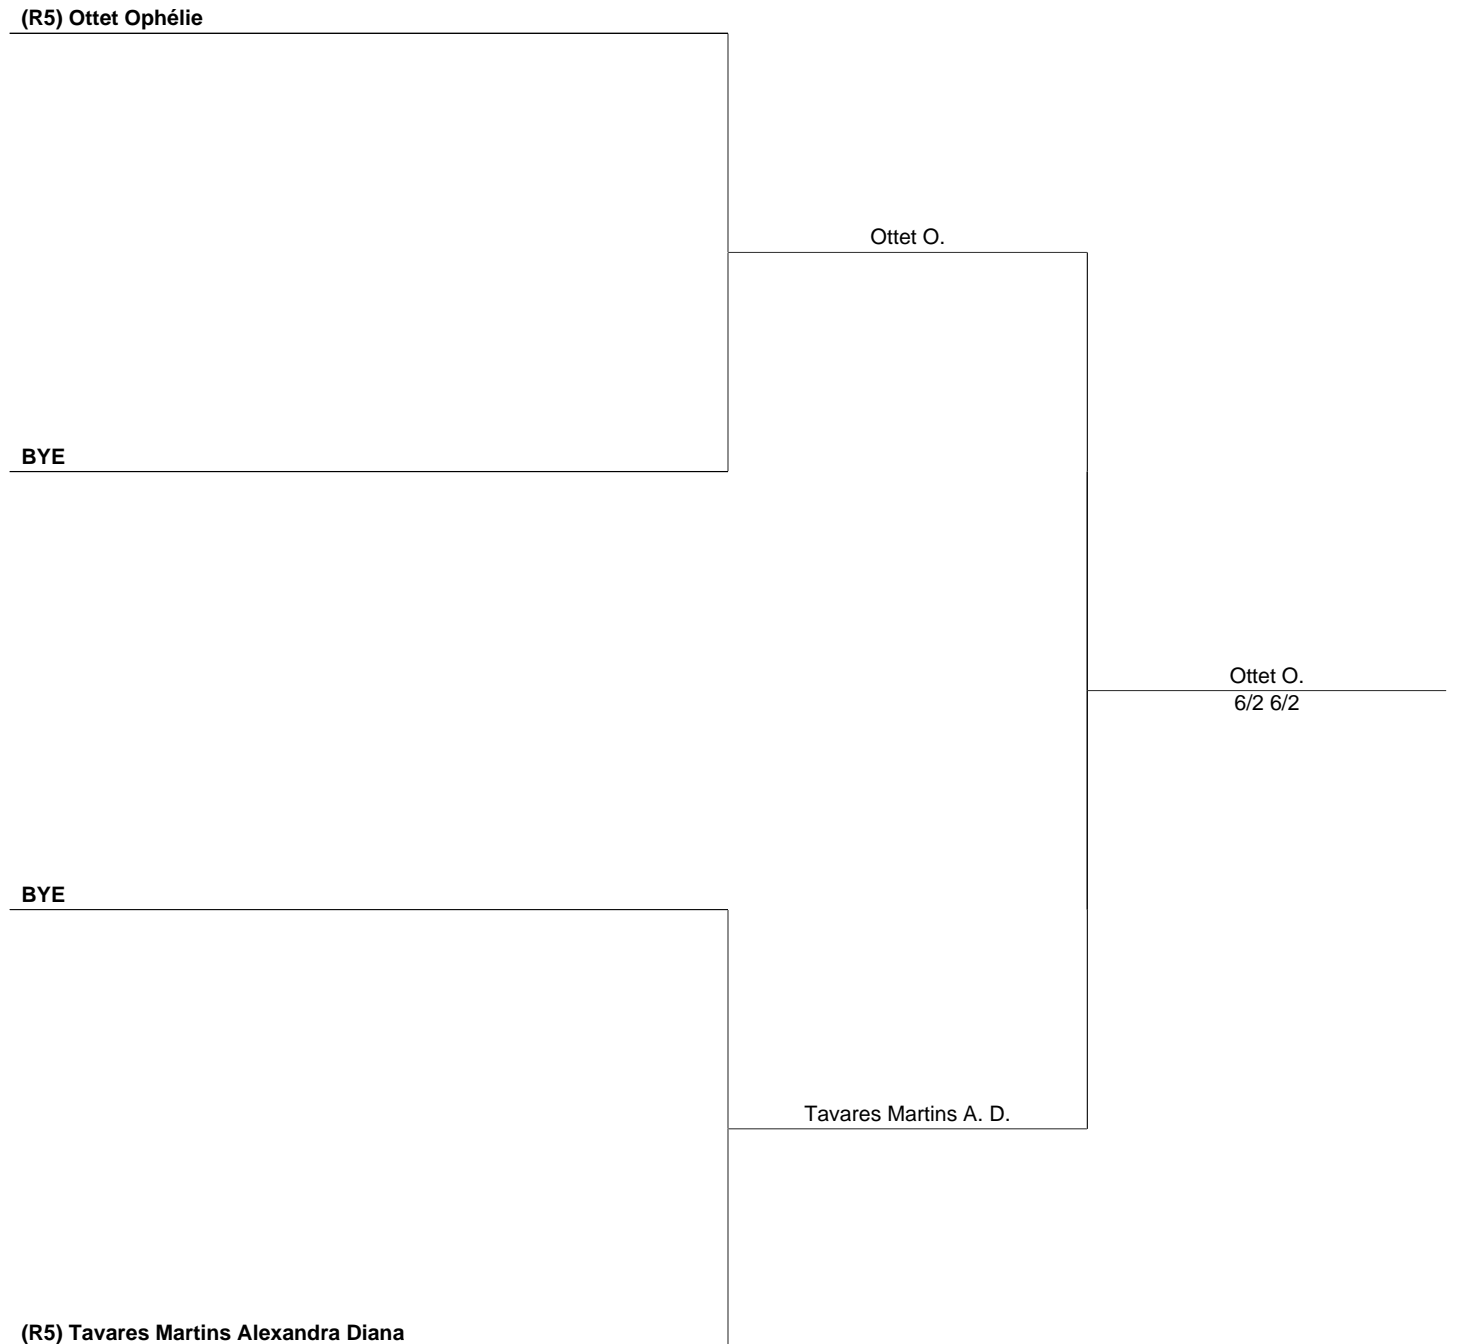 (R5) Ottet Ophélie
Ottet O.
BYE
Ottet O.
6/2 6/2
BYE
Tavares Martins A. D.
(R5) Tavares Martins Alexandra Diana